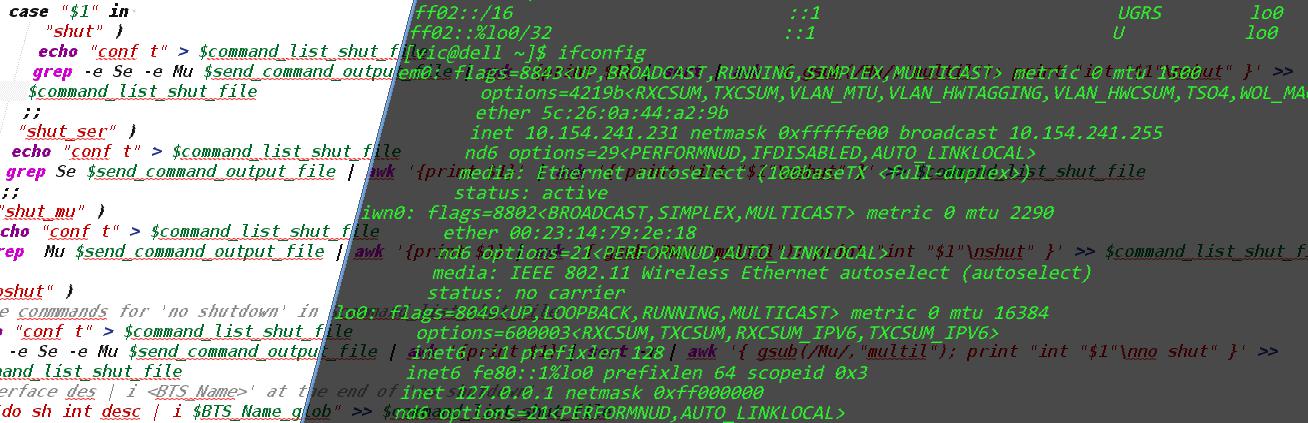 case "$1" in
"shut" )
echo "conf t" > $command_list_shut_file
grep -e Se -e Mu $send_command_output_file
$command_list_shut_file
;;
"shut_ser" )
echo "conf t" > $command_list_shut_file
grep Se $send_command_output_file | awk '{print
;;
"shut_mu" )
cho "conf t" > $command_list_shut_file
rep Mu $send_command_output_file | awk '{print "int "$1"\nshut" }' >> $command_list_shut_f
oshut" )
e conmmands for 'no shutdown' in
"conf t" > $command_list_shut_file
-e Se -e Mu $send_command_output_file | awk '{ gsub(/Mu/,"multil"); print "int "$1"\nno shut" }' >>
mand_list_shut_file
erface des | i <BTS_Name>' at the end of
do sh int desc | i $BTS_Name_glob" >>
ff02::/16 ::1 UGRS lo0
ff02::%lo0/32 ::1 U lo0
[vic@dell ~]$ ifconfig
em0: flags=8843<UP,BROADCAST,RUNNING,SIMPLEX,MULTICAST> metric 0 mtu 1500
options=4219b<RXCSUM,TXCSUM,VLAN_MTU,VLAN_HWTAGGING,VLAN_HWCSUM,TSO4,WOL_MA
ether 5c:26:0a:44:a2:9b
inet 10.154.241.231 netmask 0xfffffe00 broadcast 10.154.241.255
nd6 options=29<PERFORMNUD,IFDISABLED,AUTO_LINKLOCAL>
media: Ethernet autoselect (100baseTX <full-duplex>)
status: active
iwn0: flags=8802<BROADCAST,SIMPLEX,MULTICAST> metric 0 mtu 2290
ether 00:23:14:79:2e:18
nd6 options=21<PERFORMNUD,AUTO_LINKLOCAL>
media: IEEE 802.11 Wireless Ethernet autoselect (autoselect)
status: no carrier
lo0: flags=8049<UP,LOOPBACK,RUNNING,MULTICAST> metric 0 mtu 16384
options=600003<RXCSUM,TXCSUM,RXCSUM_IPV6,TXCSUM_IPV6>
inet6 ::1 prefixlen 128
inet6 fe80::1%lo0 prefixlen 64 scopeid 0x3
inet 127.0.0.1 netmask 0xff000000
nd6 options=21<PERFORMNUD,AUTO_LINKLOCAL>